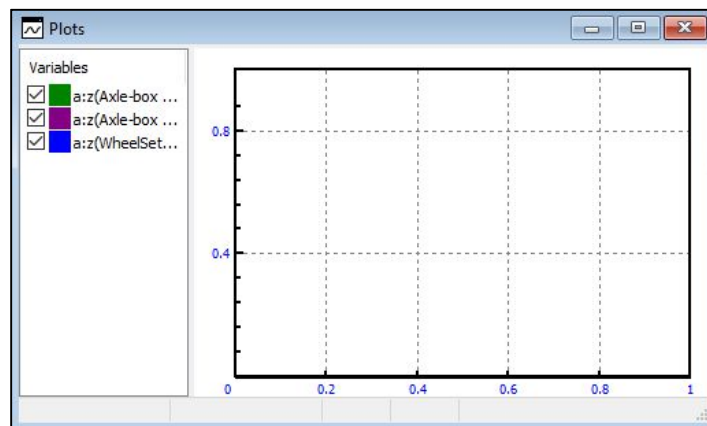 Plots
Variables
a:z(Axle-box ...
a:z(Axle-box ...
a:z(WheelSet...
0.8
0.4
0 0.2 0.4 0.6 0.8 1